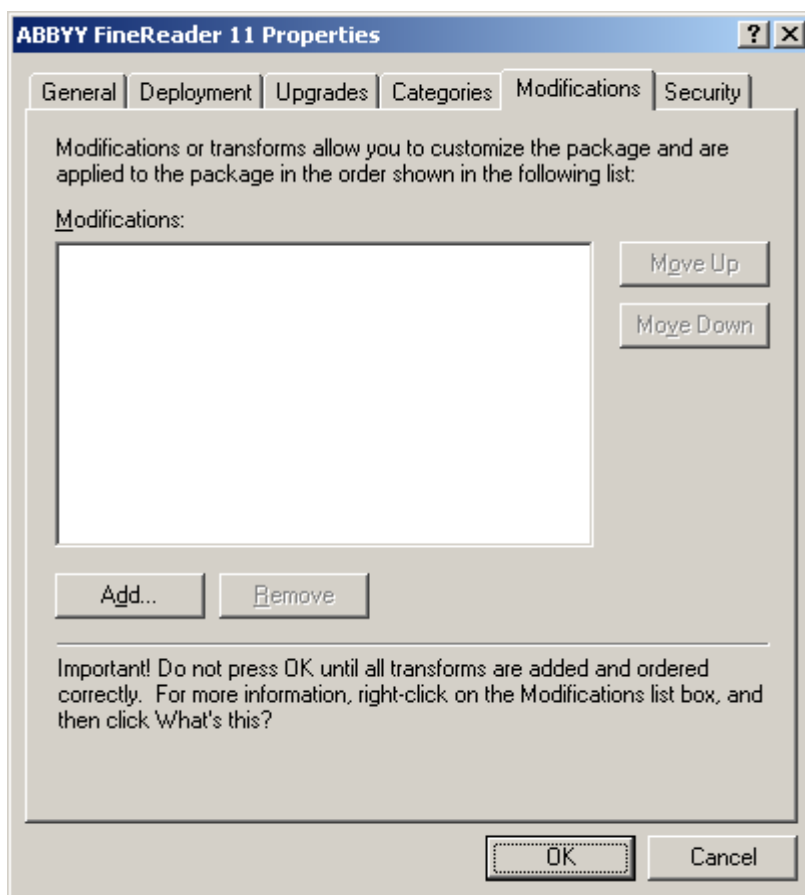 ABBYY FineReader 11 Properties
General Deployment Upgrades Categories Modifications Security
Modifications or transforms allow you to customize the package and are
applied to the package in the order shown in the following list:
Modifications:
Move Up
Move Down
Add... Remove
Important! Do not press OK until all transforms are added and ordered
correctly. For more information, right-click on the Modifications list box, and
then click What's this?
OK Cancel